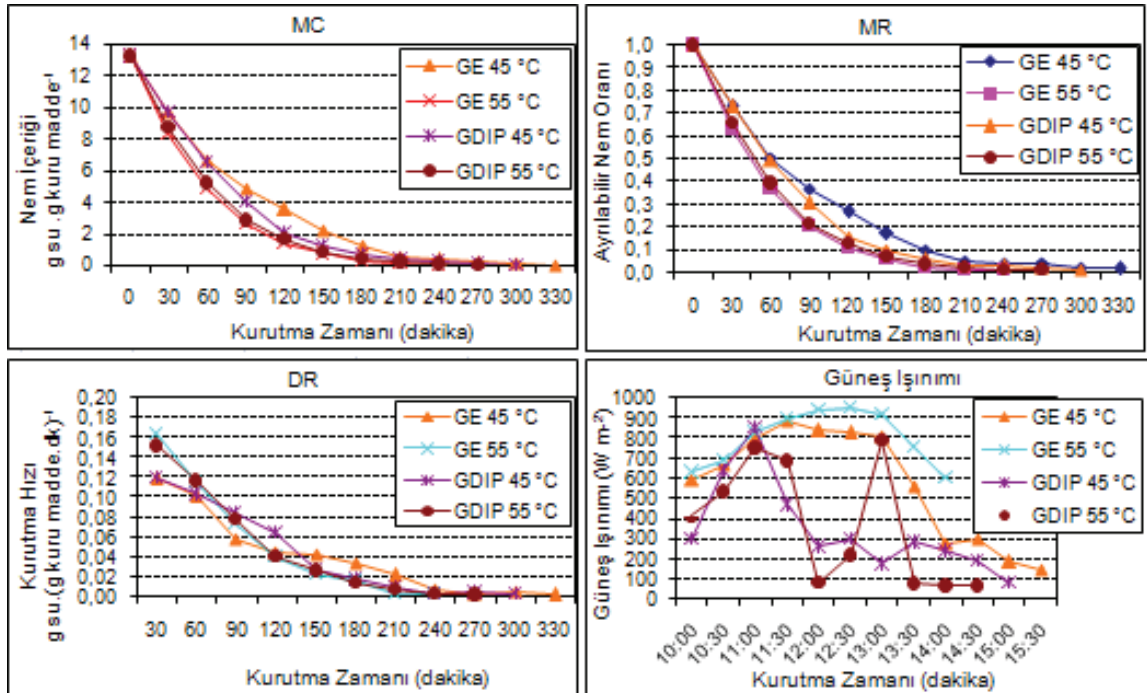 MC
Nem İçeriği
g su .g kuru madde⁻¹
14
12
10
8
6
4
2
0
GE 45 °C
GE 55 °C
GDIP 45 °C
GDIP 55 °C
0 30 60 90 120 150 180 210 240 270 300 330
Kurutma Zamanı (dakika)
MR
Ayrılabilir Nem Oranı
1,0
0,9
0,8
0,7
0,6
0,5
0,4
0,3
0,2
0,1
0,0
GE 45 °C
GE 55 °C
GDIP 45 °C
GDIP 55 °C
0 30 60 90 120 150 180 210 240 270 300 330
Kurutma Zamanı (dakika)
DR
Kurutma Hızı
g su.(g kuru madde.dk)⁻¹
0,20
0,18
0,16
0,14
0,12
0,10
0,08
0,06
0,04
0,02
0,00
GE 45 °C
GE 55 °C
GDIP 45 °C
GDIP 55 °C
30 60 90 120 150 180 210 240 270 300 330
Kurutma Zamanı (dakika)
Güneş Işınımı
Güneş Işınımı (W m⁻²)
1000
900
800
700
600
500
400
300
200
100
0
GE 45 °C
GE 55 °C
GDIP 45 °C
GDIP 55 °C
10:00 10:30 11:00 11:30 12:00 12:30 13:00 13:30 14:00 14:30 15:00 15:30
Kurutma Zamanı (dakika)